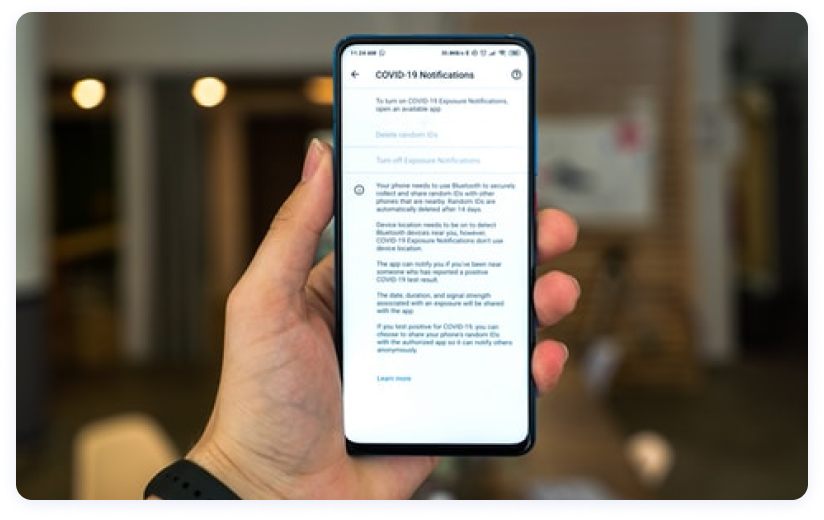 11:24 AM
COVID-19 Notifications
To turn on COVID-19 Exposure Notifications,
open an available app
Delete random IDs
Turn off Exposure Notifications
Your phone needs to use Bluetooth to securely
collect and share random IDs with other
phones that are nearby. Random IDs are
automatically deleted after 14 days.
Device location needs to be on to detect
Bluetooth devices near you, however,
COVID-19 Exposure Notifications don't use
device location.
The app can notify you if you've been near
someone who has reported a positive
COVID-19 test result.
The date, duration, and signal strength
associated with an exposure will be shared
with the app
If you test positive for COVID-19, you can
choose to share your phone's random IDs
with the authorized app so it can notify others
anonymously.
Learn more